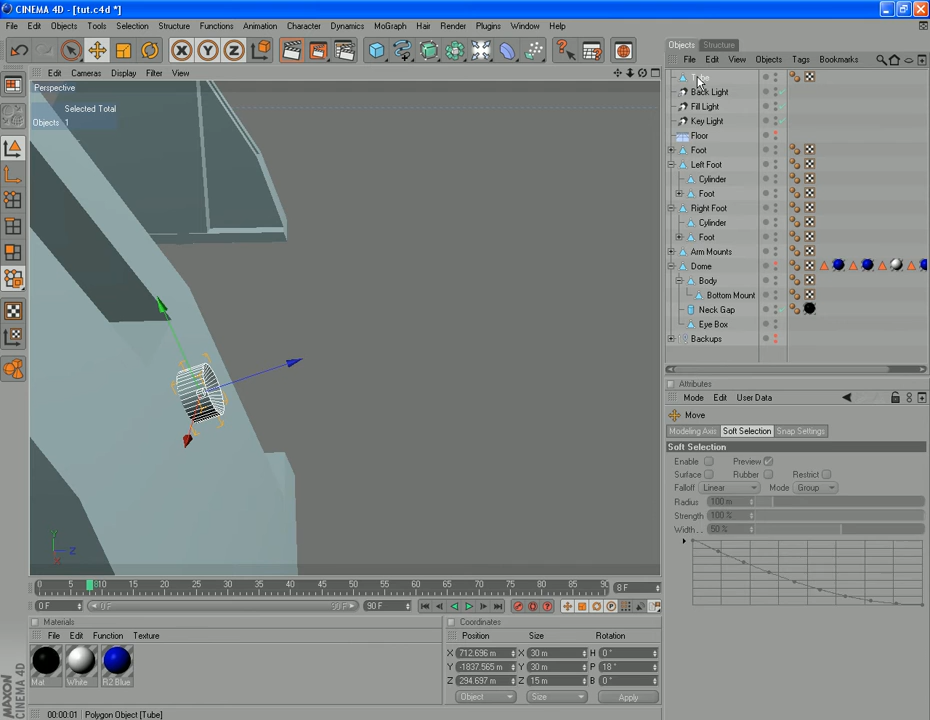 CINEMA 4D - [tut.c4d *]
File Edit Objects Tools Selection Structure Functions Animation Character Dynamics MoGraph Hair Render Plugins Window Help
Edit Cameras Display Filter View
Perspective
Selected Total
Objects 1
Y
Z
X
0 5 10 15 20 25 30 35 40 45 50 55 60 65 70 75 80 85 90
8 F
0 F
0 F
90 F
90 F
Materials
File Edit Function Texture
Mat White R2 Blue
Coordinates
Position Size Rotation
X 712.696 m X 30 m H 0 °
Y -1837.565 m Y 30 m P 18 °
Z 294.697 m Z 15 m B 0 °
Object Size Apply
MAXON CINEMA 4D
00:00:01 Polygon Object [Tube]
Objects Structure
File Edit View Objects Tags Bookmarks
Tube
Back Light
Fill Light
Key Light
Floor
Foot
Left Foot
Cylinder
Foot
Right Foot
Cylinder
Foot
Arm Mounts
Dome
Body
Bottom Mount
Neck Gap
Eye Box
Backups
Attributes
Mode Edit User Data
Move
Modeling Axis Soft Selection Snap Settings
Soft Selection
Enable Preview
Surface Rubber Restrict
Falloff Linear Mode Group
Radius 100 m
Strength 100 %
Width 50 %